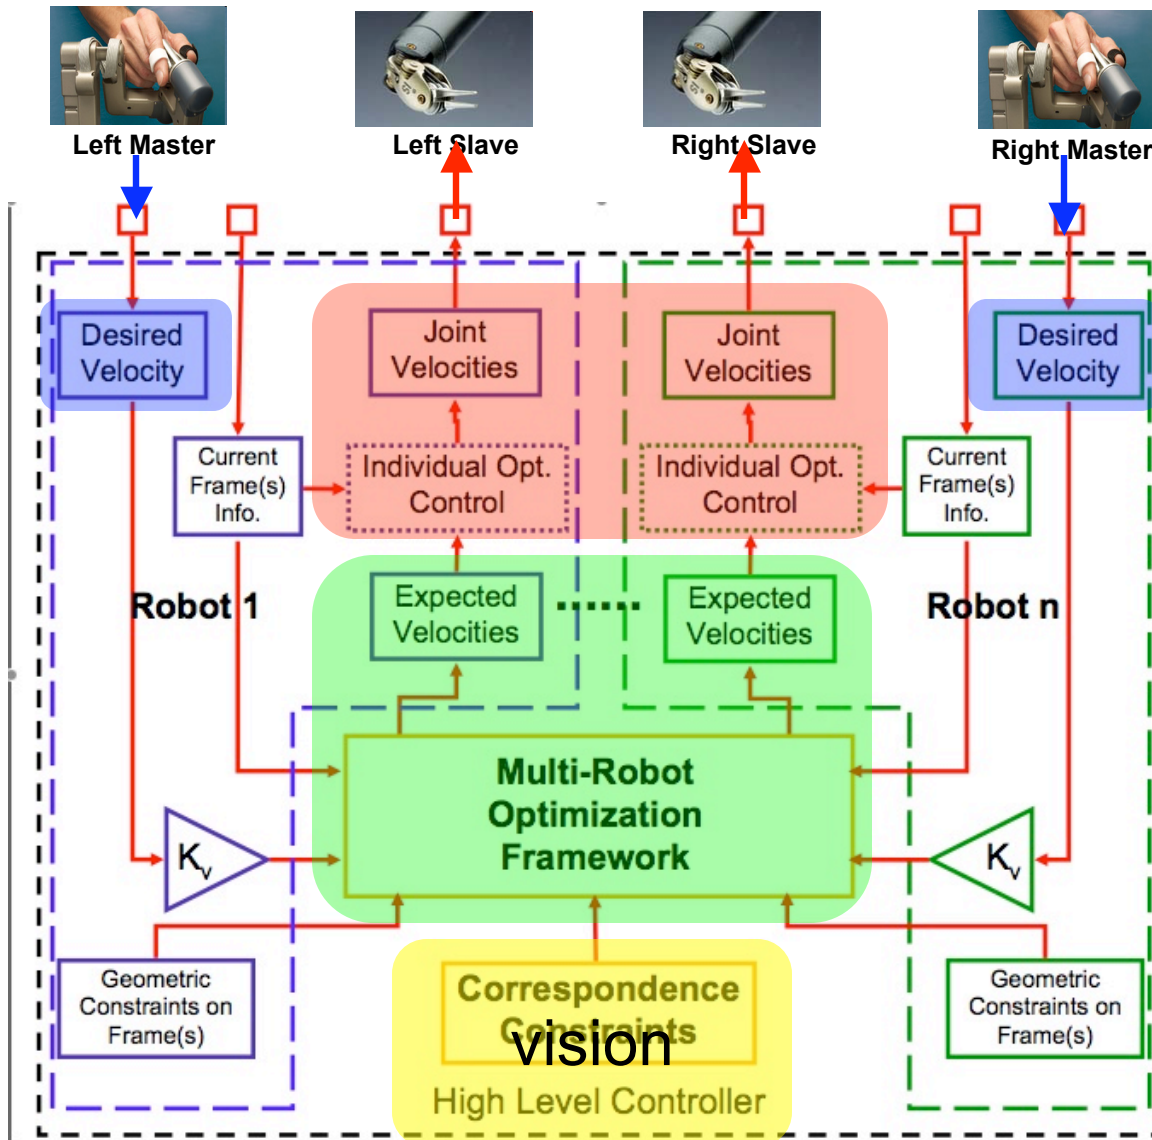 Left Master
Left Slave
Right Slave
Right Master
Desired
Velocity
Joint
Velocities
Joint
Velocities
Desired
Velocity
Current
Frame(s)
Info.
Individual Opt.
Control
Individual Opt.
Control
Current
Frame(s)
Info.
Robot 1
Expected
Velocities
......
Expected
Velocities
Robot n
Multi-Robot
Optimization
Framework
Kv
Kv
Geometric
Constraints on
Frame(s)
Correspondence
Constraints
vision
Geometric
Constraints on
Frame(s)
High Level Controller